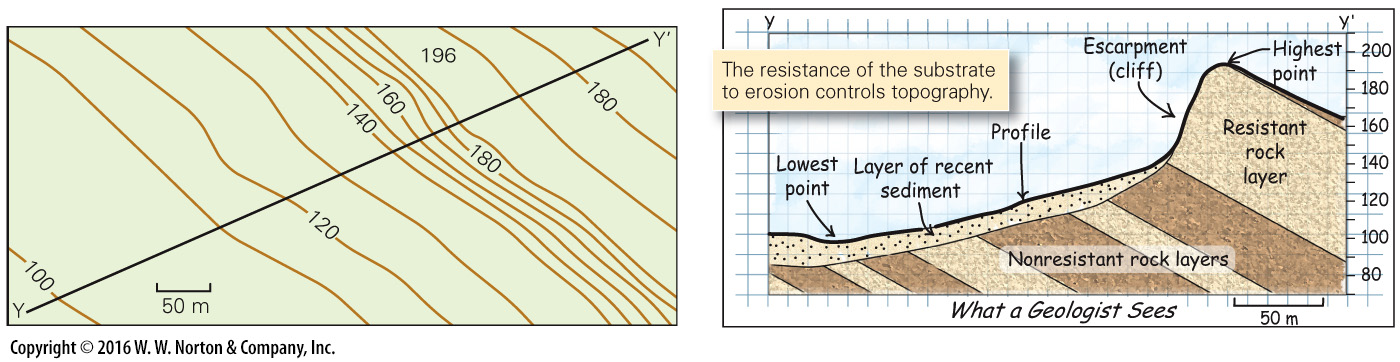 196
Y'
180
160
140
180
120
100
Y
50 m
Y
Y'
The resistance of the substrate
to erosion controls topography.
Escarpment
(cliff)
Highest
point
Profile
Lowest
point
Layer of recent
sediment
Resistant
rock
layer
Nonresistant rock layers
200
180
160
140
120
100
80
What a Geologist Sees
50 m
Copyright © 2016 W. W. Norton & Company, Inc.